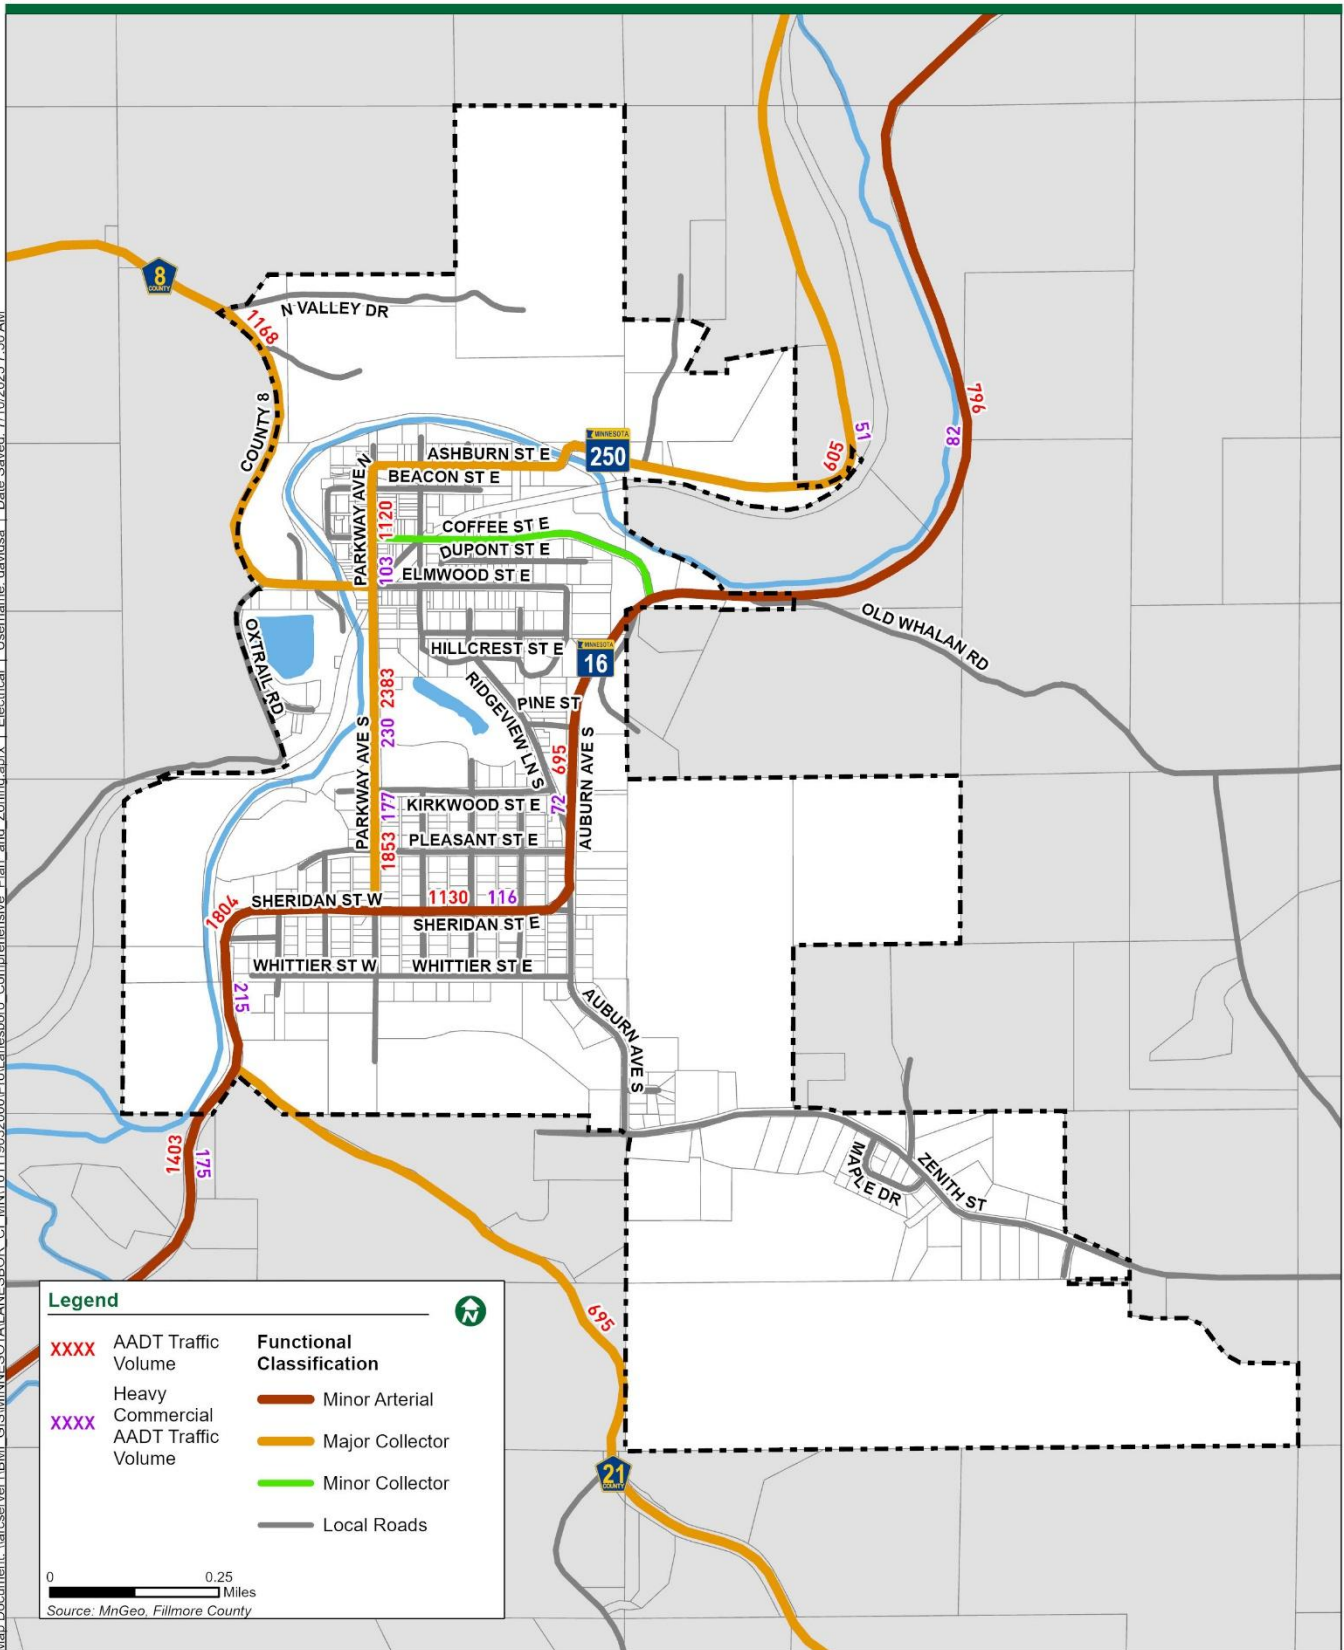 8
COUNTY
N VALLEY DR
1168
COUNTY 8
796
82
51
605
MINNESOTA
250
ASHBURN ST E
BEACON ST E
PARKWAY AVE N
1120
103
COFFEE ST E
DUPONT ST E
ELMWOOD ST E
OLD WHALAN RD
OXTRAIL RD
HILLCREST ST E
MINNESOTA
16
RIDGEVIEW LN S
PINE ST
2383
230
PARKWAY AVE S
695
72
AUBURN AVE S
177
KIRKWOOD ST E
PLEASANT ST E
1853
1804
SHERIDAN ST W
1130
116
SHERIDAN ST E
WHITTIER ST W
WHITTIER ST E
215
AUBURN AVE S
1403
175
MAPLE DR
ZENITH ST
695
21
COUNTY
Legend
N
XXXX
AADT Traffic
Volume
XXXX
Heavy
Commercial
AADT Traffic
Volume
Functional
Classification
Minor Arterial
Major Collector
Minor Collector
Local Roads
0
0.25
Miles
Source: MnGeo, Fillmore County